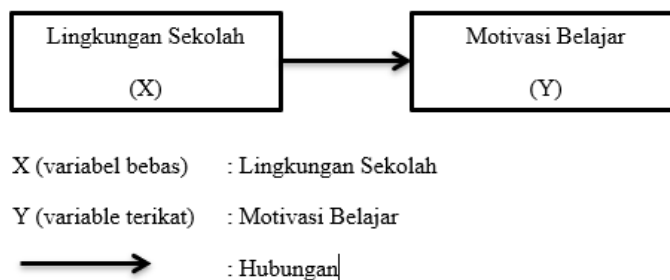 Lingkungan Sekolah
(X)
Motivasi Belajar
(Y)
X (variabel bebas) : Lingkungan Sekolah
Y (variable terikat) : Motivasi Belajar
: Hubungan